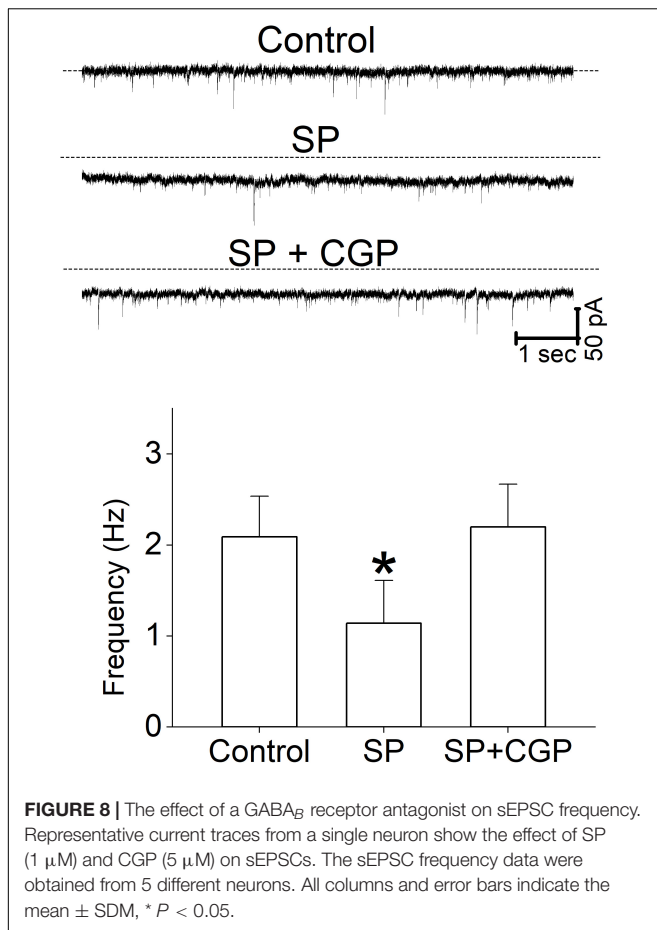 Control
SP
SP + CGP
1 sec
50 pA
Frequency (Hz)
3
2
1
0
*
Control SP SP+CGP
FIGURE 8 | The effect of a GABA_B receptor antagonist on sEPSC frequency.
Representative current traces from a single neuron show the effect of SP
(1 μM) and CGP (5 μM) on sEPSCs. The sEPSC frequency data were
obtained from 5 different neurons. All columns and error bars indicate the
mean ± SDM, * P < 0.05.